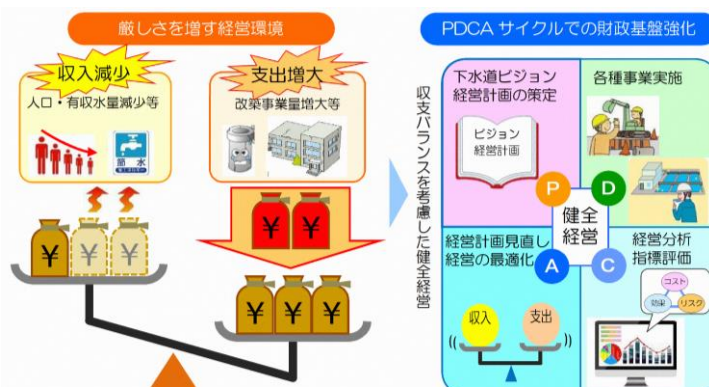 厳しさを増す経営環境
収入減少
人口・有収水量減少等
節水
支出増大
改築事業量増大等
¥
¥
¥
¥
¥
¥
¥
¥
収支バランスを考慮した健全経営
PDCAサイクルでの財政基盤強化
下水道ビジョン
経営計画の策定
ビジョン
経営計画
各種事業実施
P
D
健全
経営
A
C
経営計画見直し
経営の最適化
収入
支出
経営分析
指標評価
コスト
効果
リスク